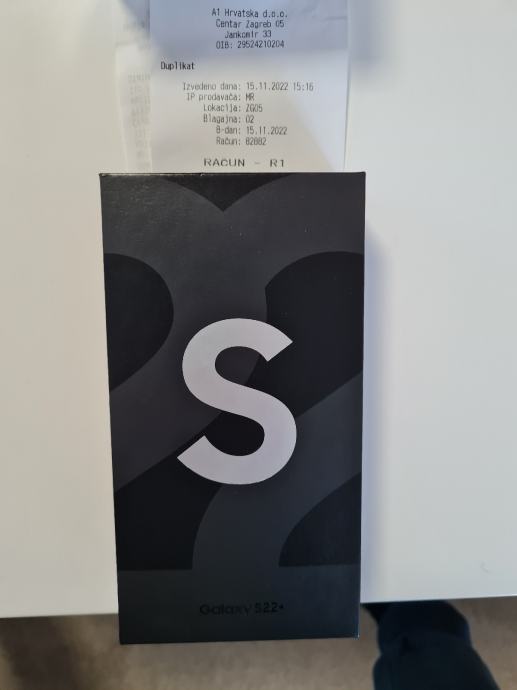 A1 Hrvatska d.o.o.
Centar Zagreb 05
Jankomir 33
OIB: 29524210204
Duplikat
Izvedeno dana: 15.11.2022 15:16
IP prodavača: MR
Lokacija: ZG05
Blagajna: 02
B-dan: 15.11.2022
Račun: 82882
RAČUN - R1
S
22
Galaxy S22+